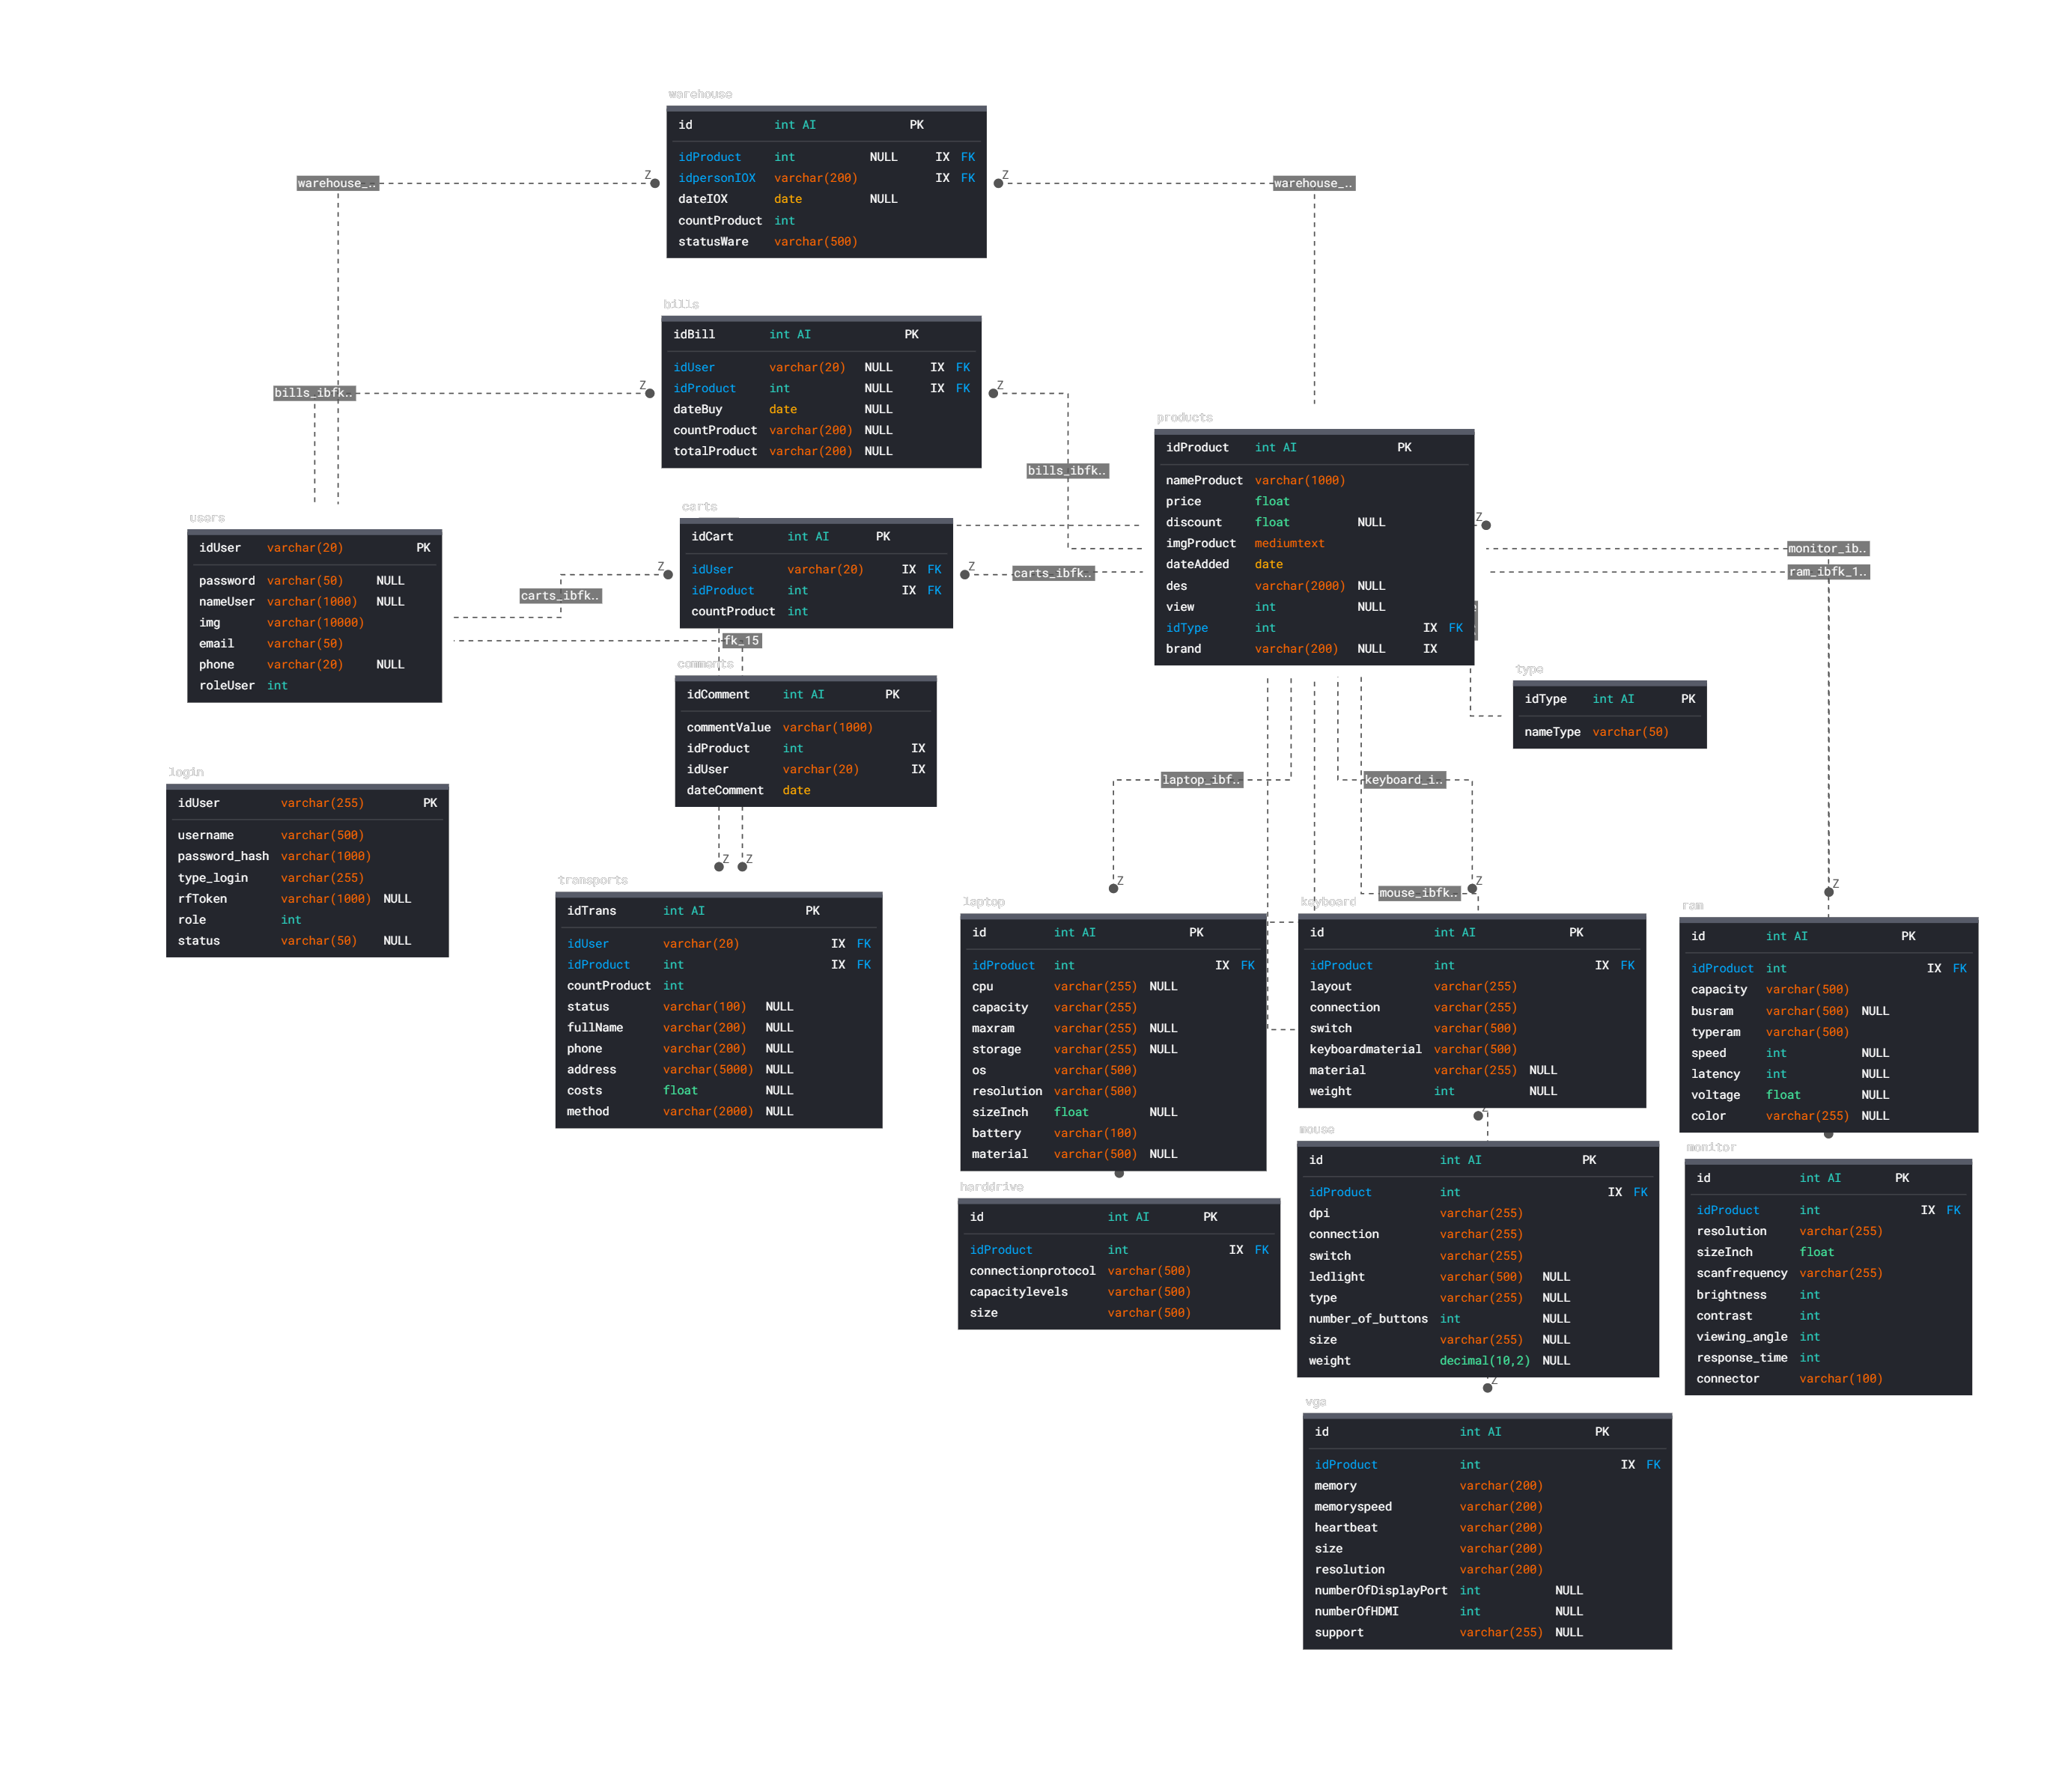 warehouse
id int AI PK
idProduct int NULL IX FK
idpersonIOX varchar(200) IX FK
dateIOX date NULL
countProduct int
statusWare varchar(500)
warehouse_..
Z
Z
warehouse_..
bills
idBill int AI PK
idUser varchar(20) NULL IX FK
idProduct int NULL IX FK
dateBuy date NULL
countProduct varchar(200) NULL
totalProduct varchar(200) NULL
bills_ibfk..
Z
Z
bills_ibfk..
products
idProduct int AI PK
nameProduct varchar(1000)
price float
discount float NULL
imgProduct mediumtext
dateAdded date
des varchar(2000) NULL
view int NULL
idType int IX FK
brand varchar(200) NULL IX
Z
monitor_ib..
ram_ibfk_1..
users
idUser varchar(20) PK
password varchar(50) NULL
nameUser varchar(1000) NULL
img varchar(10000)
email varchar(50)
phone varchar(20) NULL
roleUser int
carts
idCart int AI PK
idUser varchar(20) IX FK
idProduct int IX FK
countProduct int
Z
Z
carts_ibfk..
carts_ibfk..
fk_15
comments
idComment int AI PK
commentValue varchar(1000)
idProduct int IX
idUser varchar(20) IX
dateComment date
type
idType int AI PK
nameType varchar(50)
login
idUser varchar(255) PK
username varchar(500)
password_hash varchar(1000)
type_login varchar(255)
rfToken varchar(1000) NULL
role int
status varchar(50) NULL
laptop_ibf..
keyboard_i..
mouse_ibfk..
Z
Z
Z
Z
Z
transports
idTrans int AI PK
idUser varchar(20) IX FK
idProduct int IX FK
countProduct int
status varchar(100) NULL
fullName varchar(200) NULL
phone varchar(200) NULL
address varchar(5000) NULL
costs float NULL
method varchar(2000) NULL
laptop
id int AI PK
idProduct int IX FK
cpu varchar(255) NULL
capacity varchar(255)
maxram varchar(255) NULL
storage varchar(255) NULL
os varchar(500)
resolution varchar(500)
sizeInch float NULL
battery varchar(100)
material varchar(500) NULL
keyboard
id int AI PK
idProduct int IX FK
layout varchar(255)
connection varchar(255)
switch varchar(500)
keyboardmaterial varchar(500)
material varchar(255) NULL
weight int NULL
ram
id int AI PK
idProduct int IX FK
capacity varchar(500)
busram varchar(500) NULL
typeram varchar(500)
speed int NULL
latency int NULL
voltage float NULL
color varchar(255) NULL
harddrive
id int AI PK
idProduct int IX FK
connectionprotocol varchar(500)
capacitylevels varchar(500)
size varchar(500)
mouse
id int AI PK
idProduct int IX FK
dpi varchar(255)
connection varchar(255)
switch varchar(255)
ledlight varchar(500) NULL
type varchar(255) NULL
number_of_buttons int NULL
size varchar(255) NULL
weight decimal(10,2) NULL
monitor
id int AI PK
idProduct int IX FK
resolution varchar(255)
sizeInch float
scanfrequency varchar(255)
brightness int
contrast int
viewing_angle int
response_time int
connector varchar(100)
Z
vga
id int AI PK
idProduct int IX FK
memory varchar(200)
memoryspeed varchar(200)
heartbeat varchar(200)
size varchar(200)
resolution varchar(200)
numberOfDisplayPort int NULL
numberOfHDMI int NULL
support varchar(255) NULL